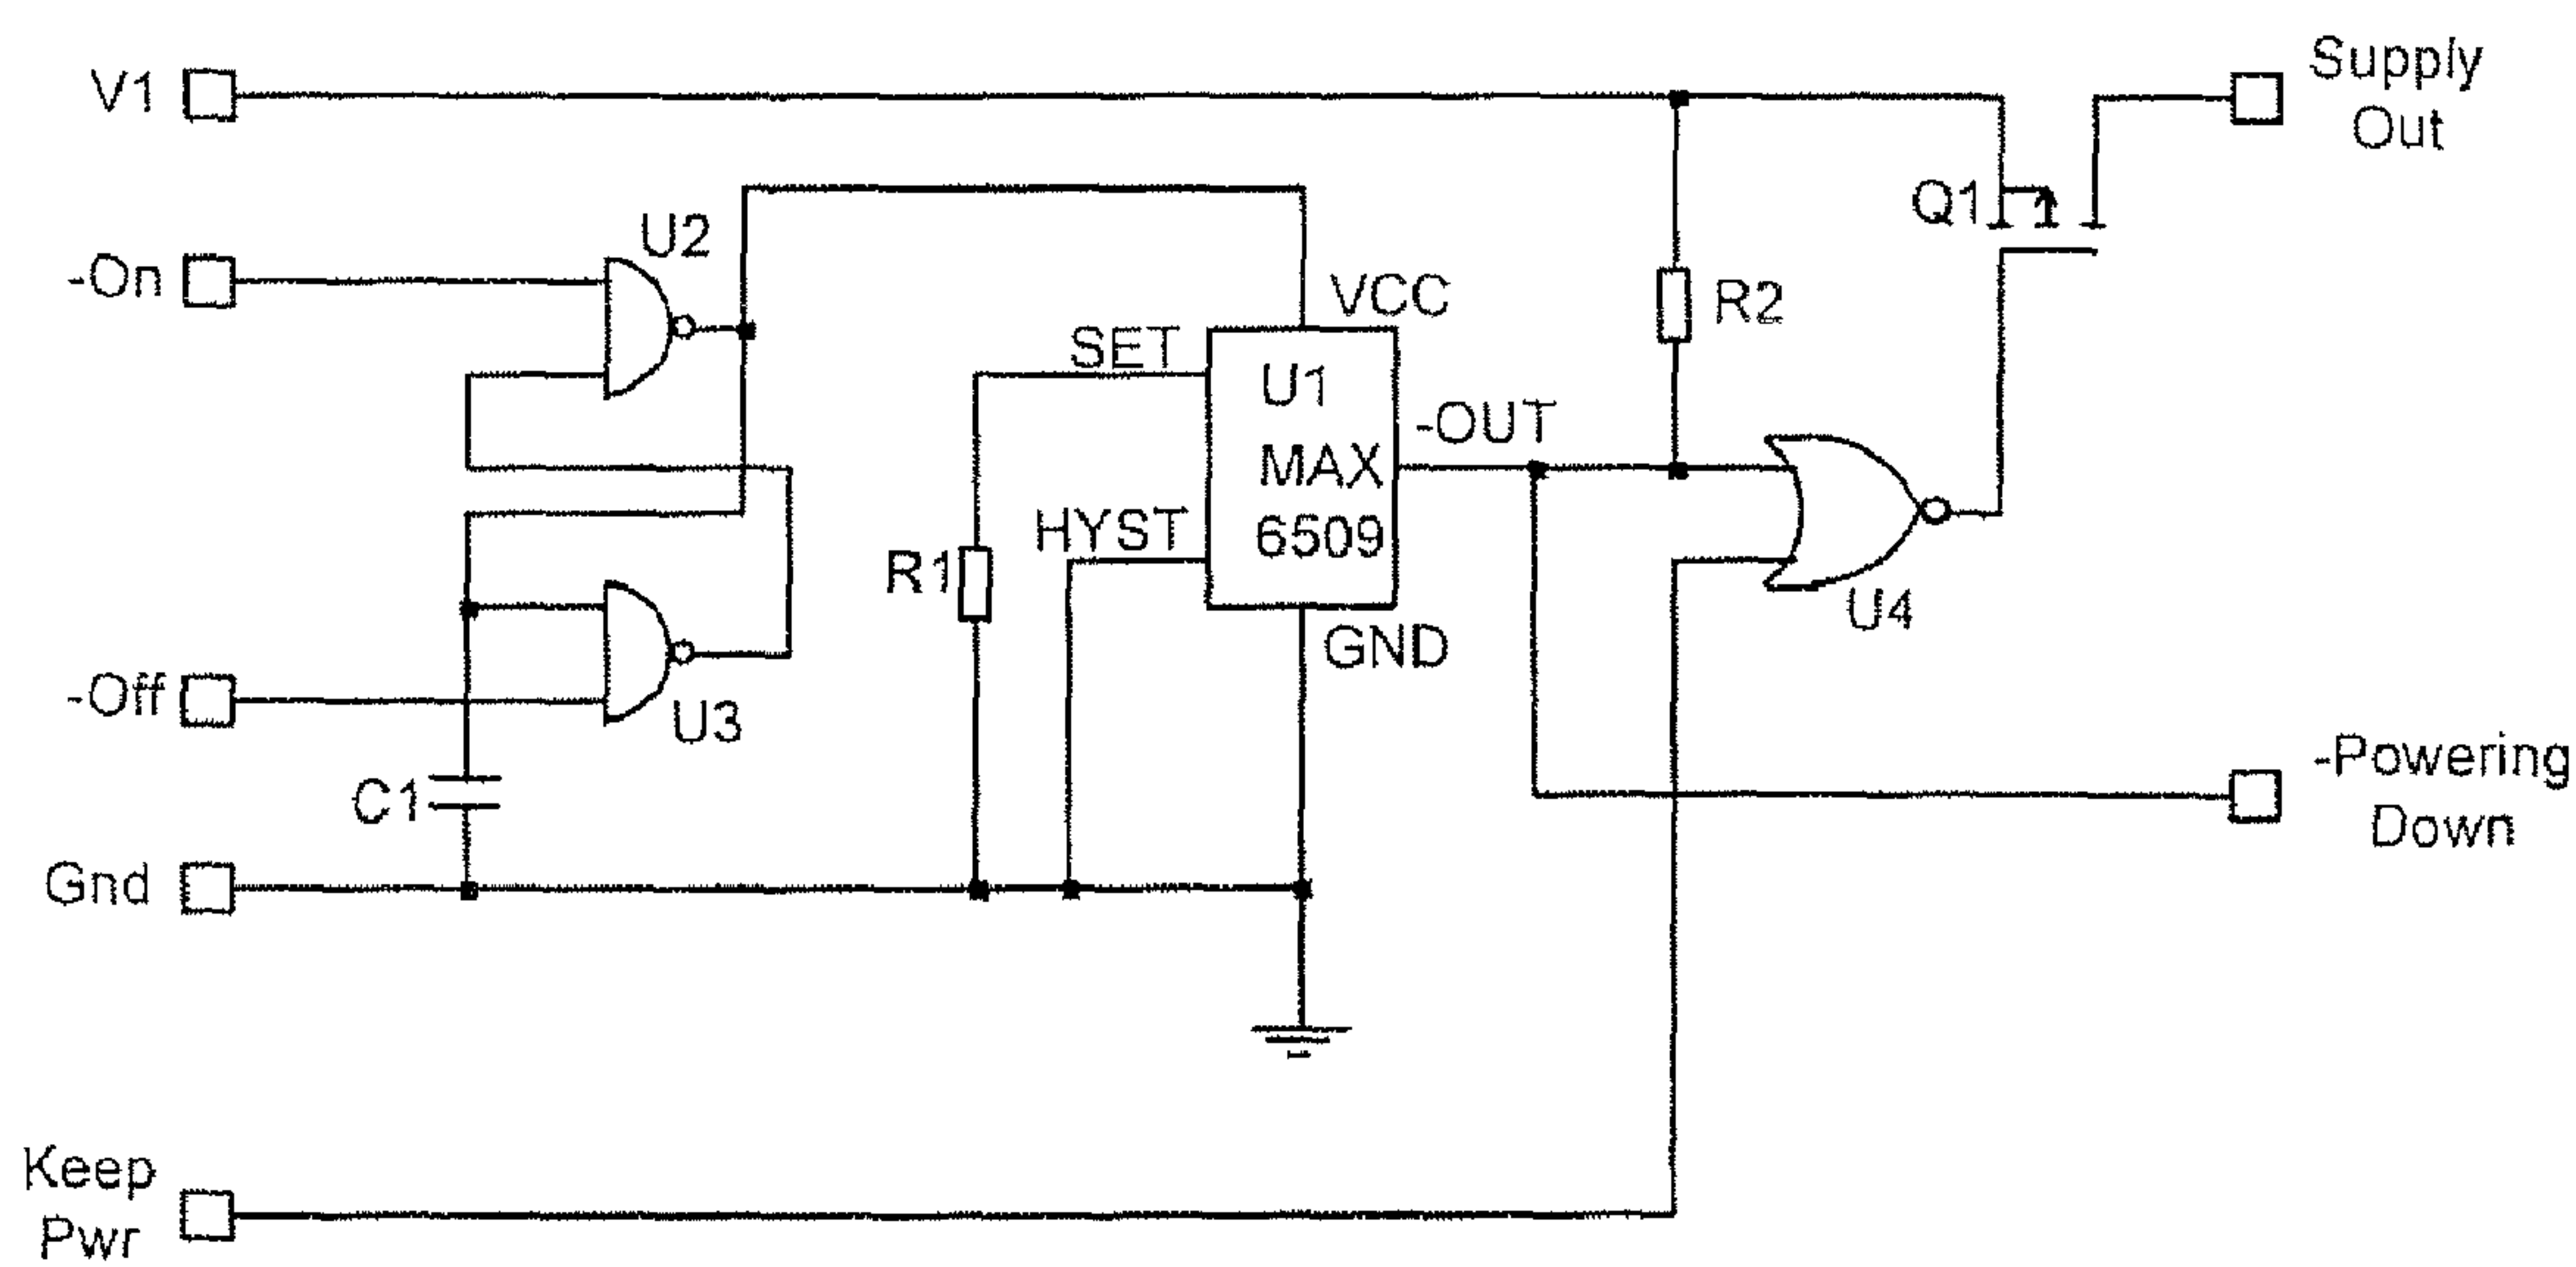 V1
Supply
Out
Q1
U2
-On
VCC
R2
SET
U1
-OUT
MAX
6509
HYST
R1
U4
GND
-Off
U3
-Powering
Down
C1
Gnd
Keep
Pwr